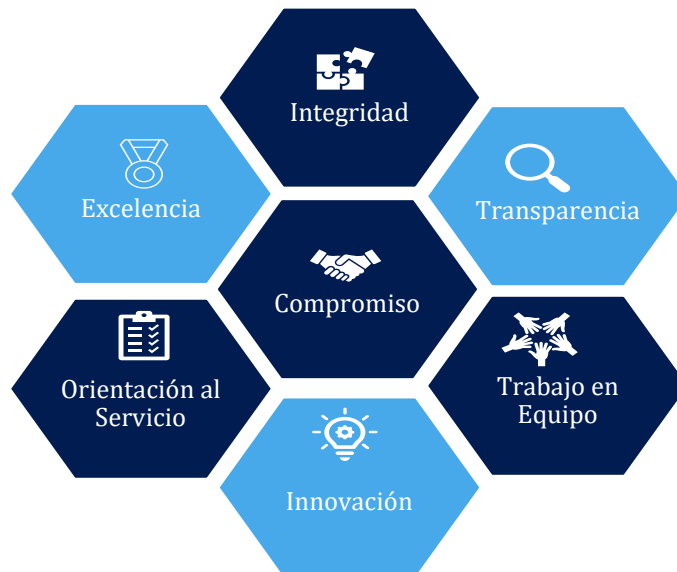 Integridad
Excelencia
Transparencia
Compromiso
Orientación al
Servicio
Trabajo en
Equipo
Innovación